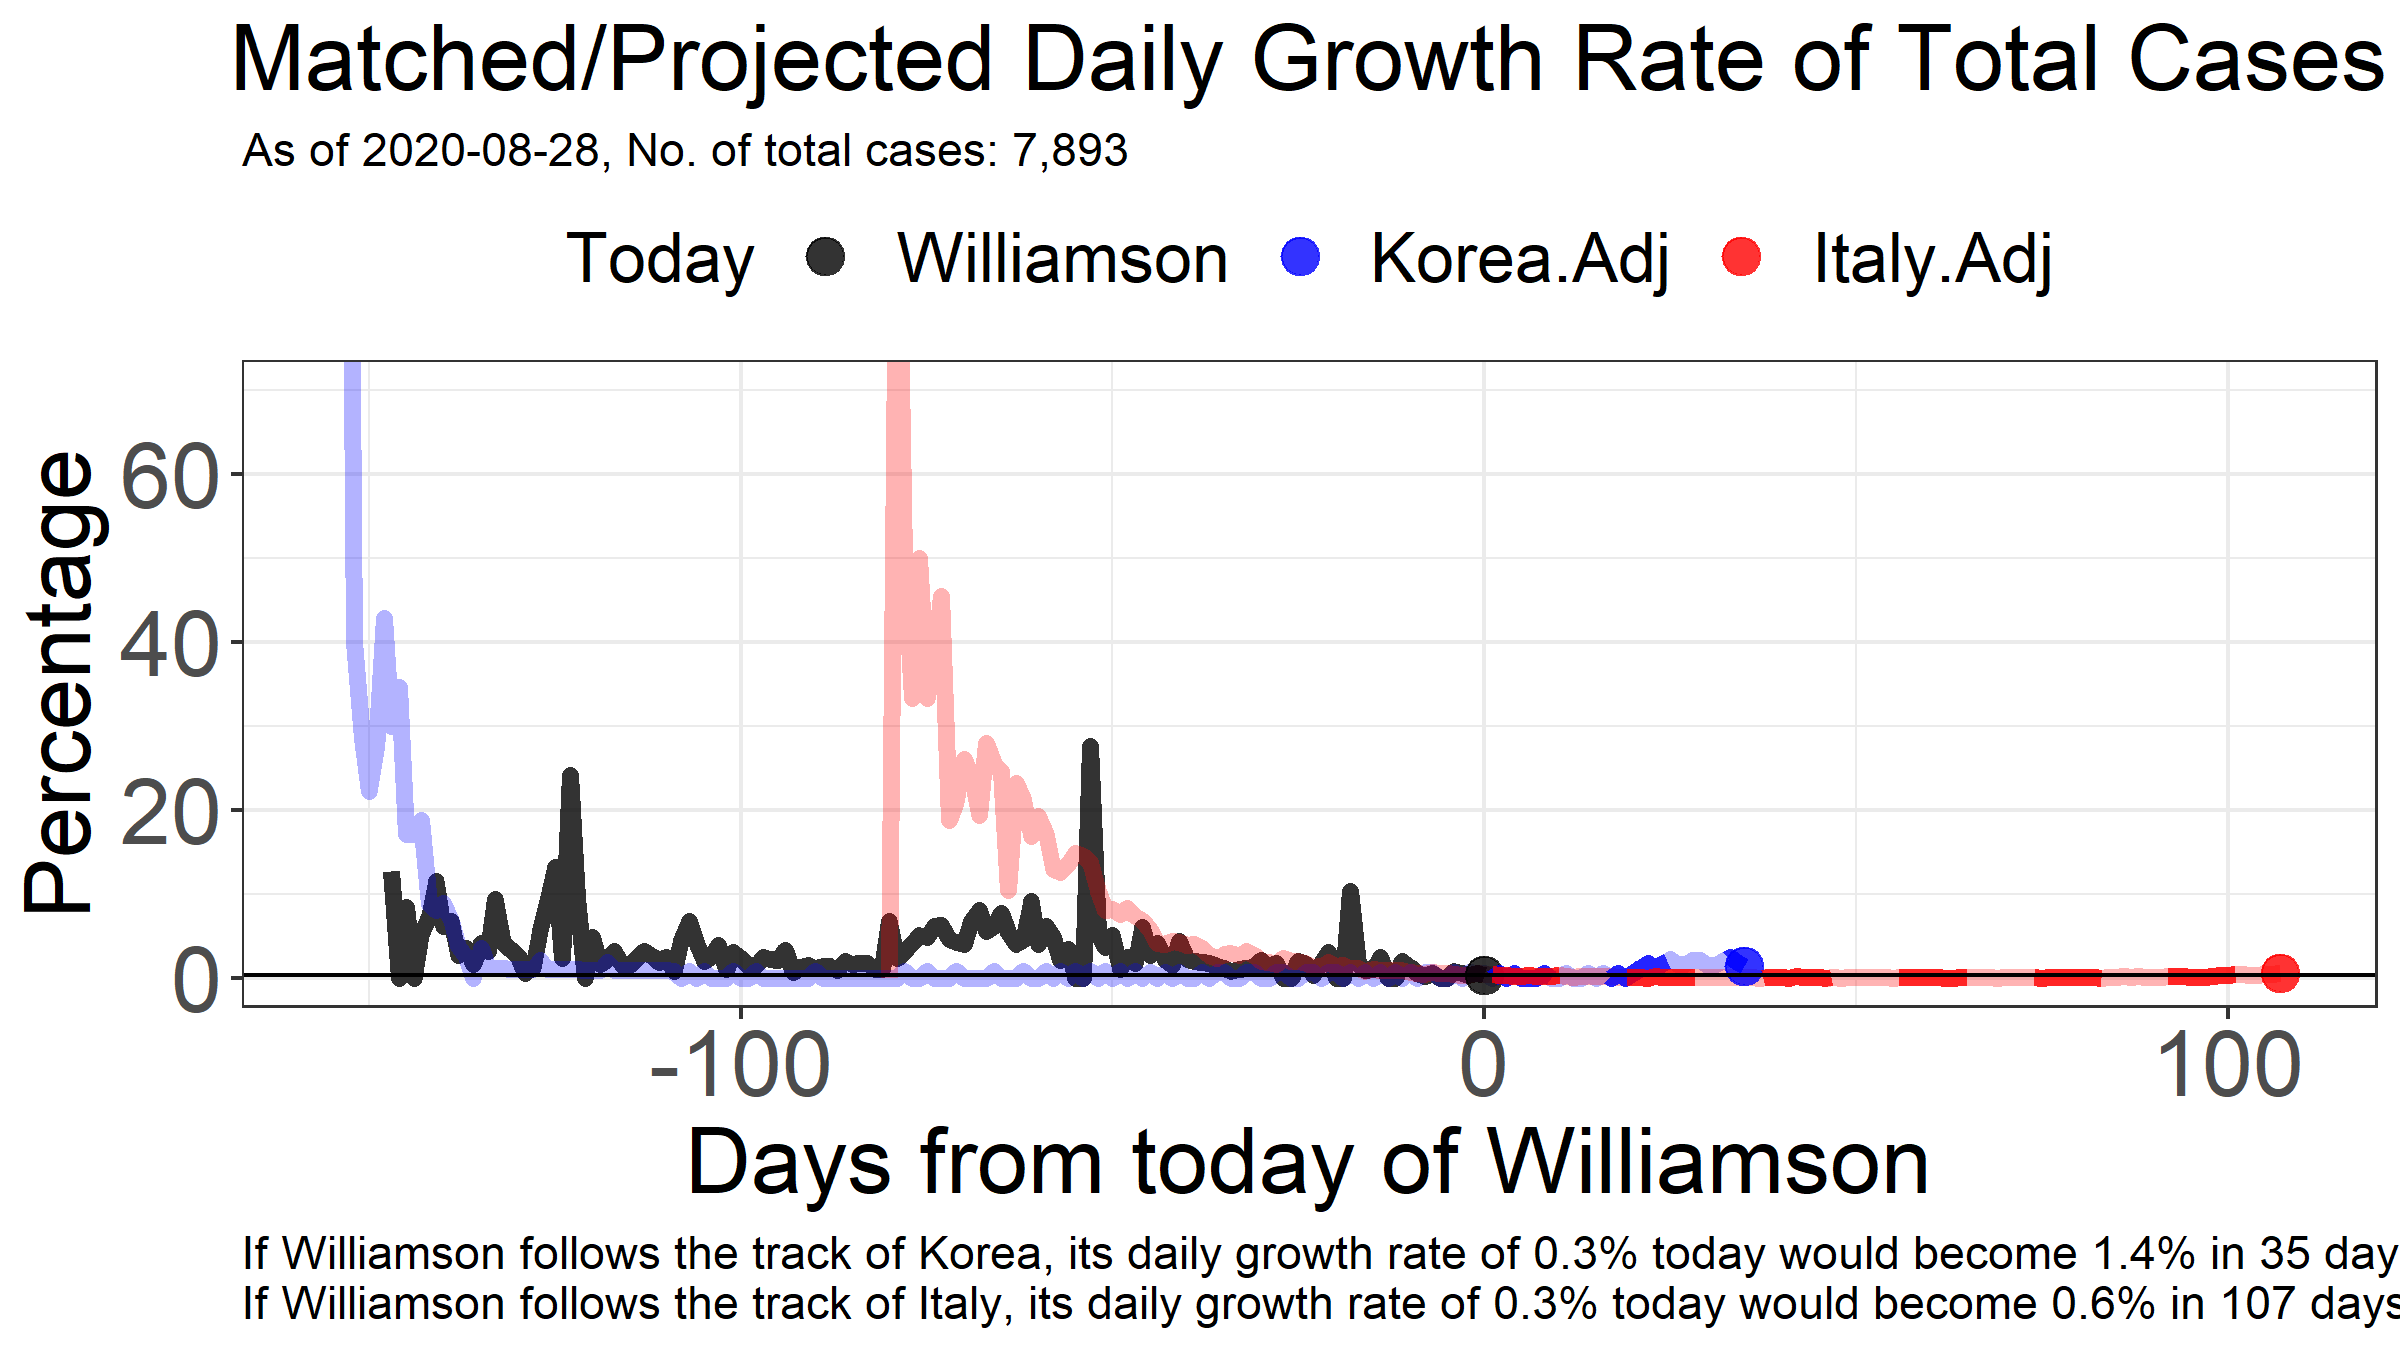 Matched/Projected Daily Growth Rate of Total Cases
As of 2020-08-28, No. of total cases: 7,893
Today Williamson Korea.Adj Italy.Adj
Percentage
60
40
20
0
-100 0 100
Days from today of Williamson
If Williamson follows the track of Korea, its daily growth rate of 0.3% today would become 1.4% in 35 day
If Williamson follows the track of Italy, its daily growth rate of 0.3% today would become 0.6% in 107 days